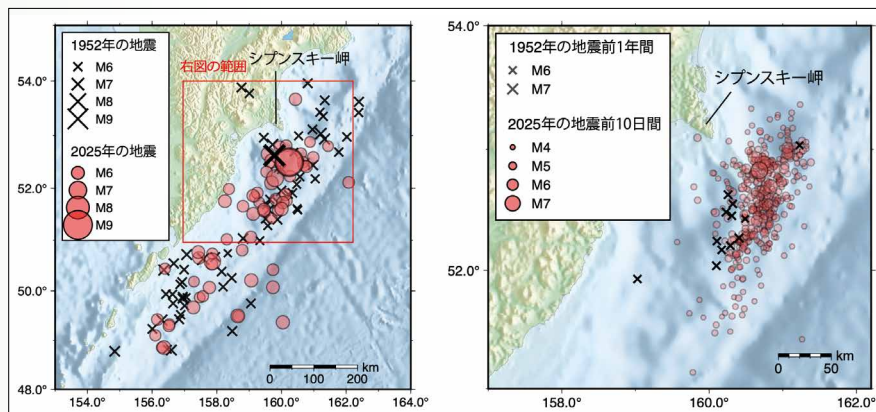 1952年の地震
M6
M7
M8
M9
2025年の地震
M6
M7
M8
M9
シプンスキー岬
右図の範囲
54.0°
52.0°
50.0°
48.0°
154.0°
156.0°
158.0°
160.0°
162.0°
164.0°
km
0
100
200
1952年の地震前1年間
M6
M7
2025年の地震前10日間
M4
M5
M6
M7
シプンスキー岬
54.0°
52.0°
158.0°
160.0°
162.0°
km
0
50